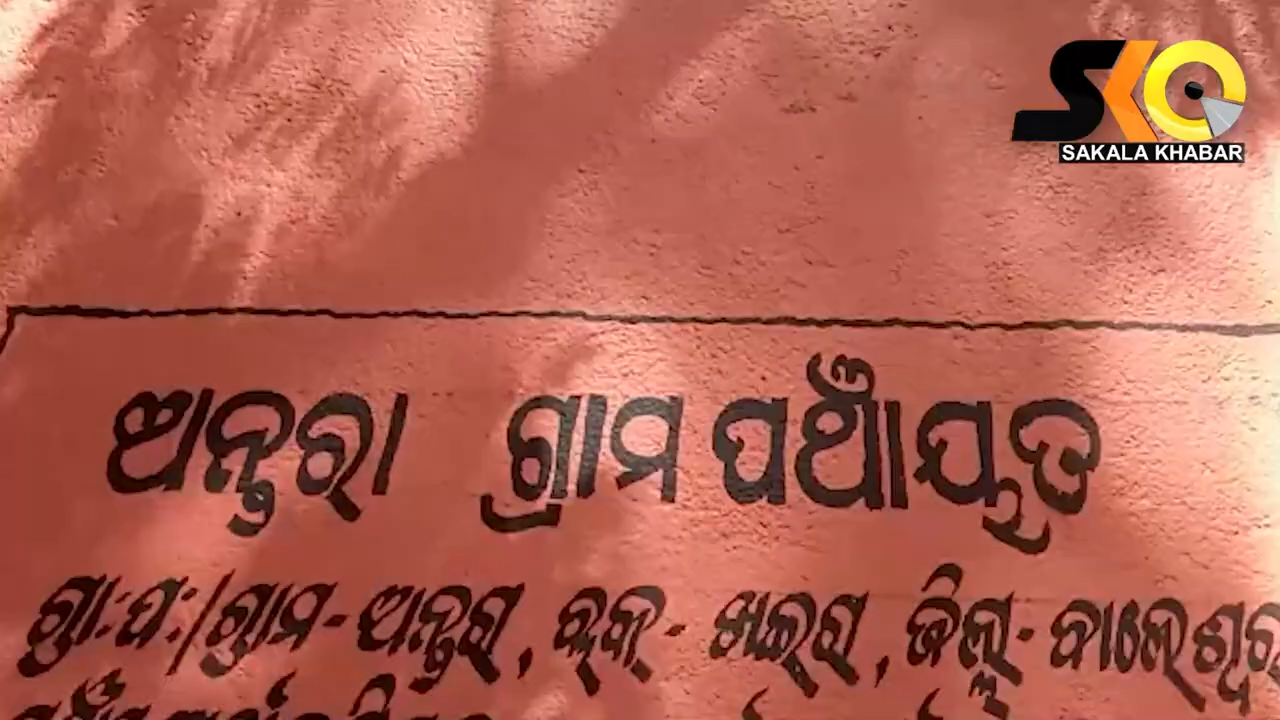 SAKALA KHABAR
ଅନ୍ତରା ଗ୍ରାମ ପଞ୍ଚାୟତ
ଗ୍ରା:ପ:/ଗ୍ରାମ-ଅନ୍ତରା, ବ୍ଲକ୍- ଖଇରା, ଜିଲ୍ଲା- ବାଲେଶ୍ୱର